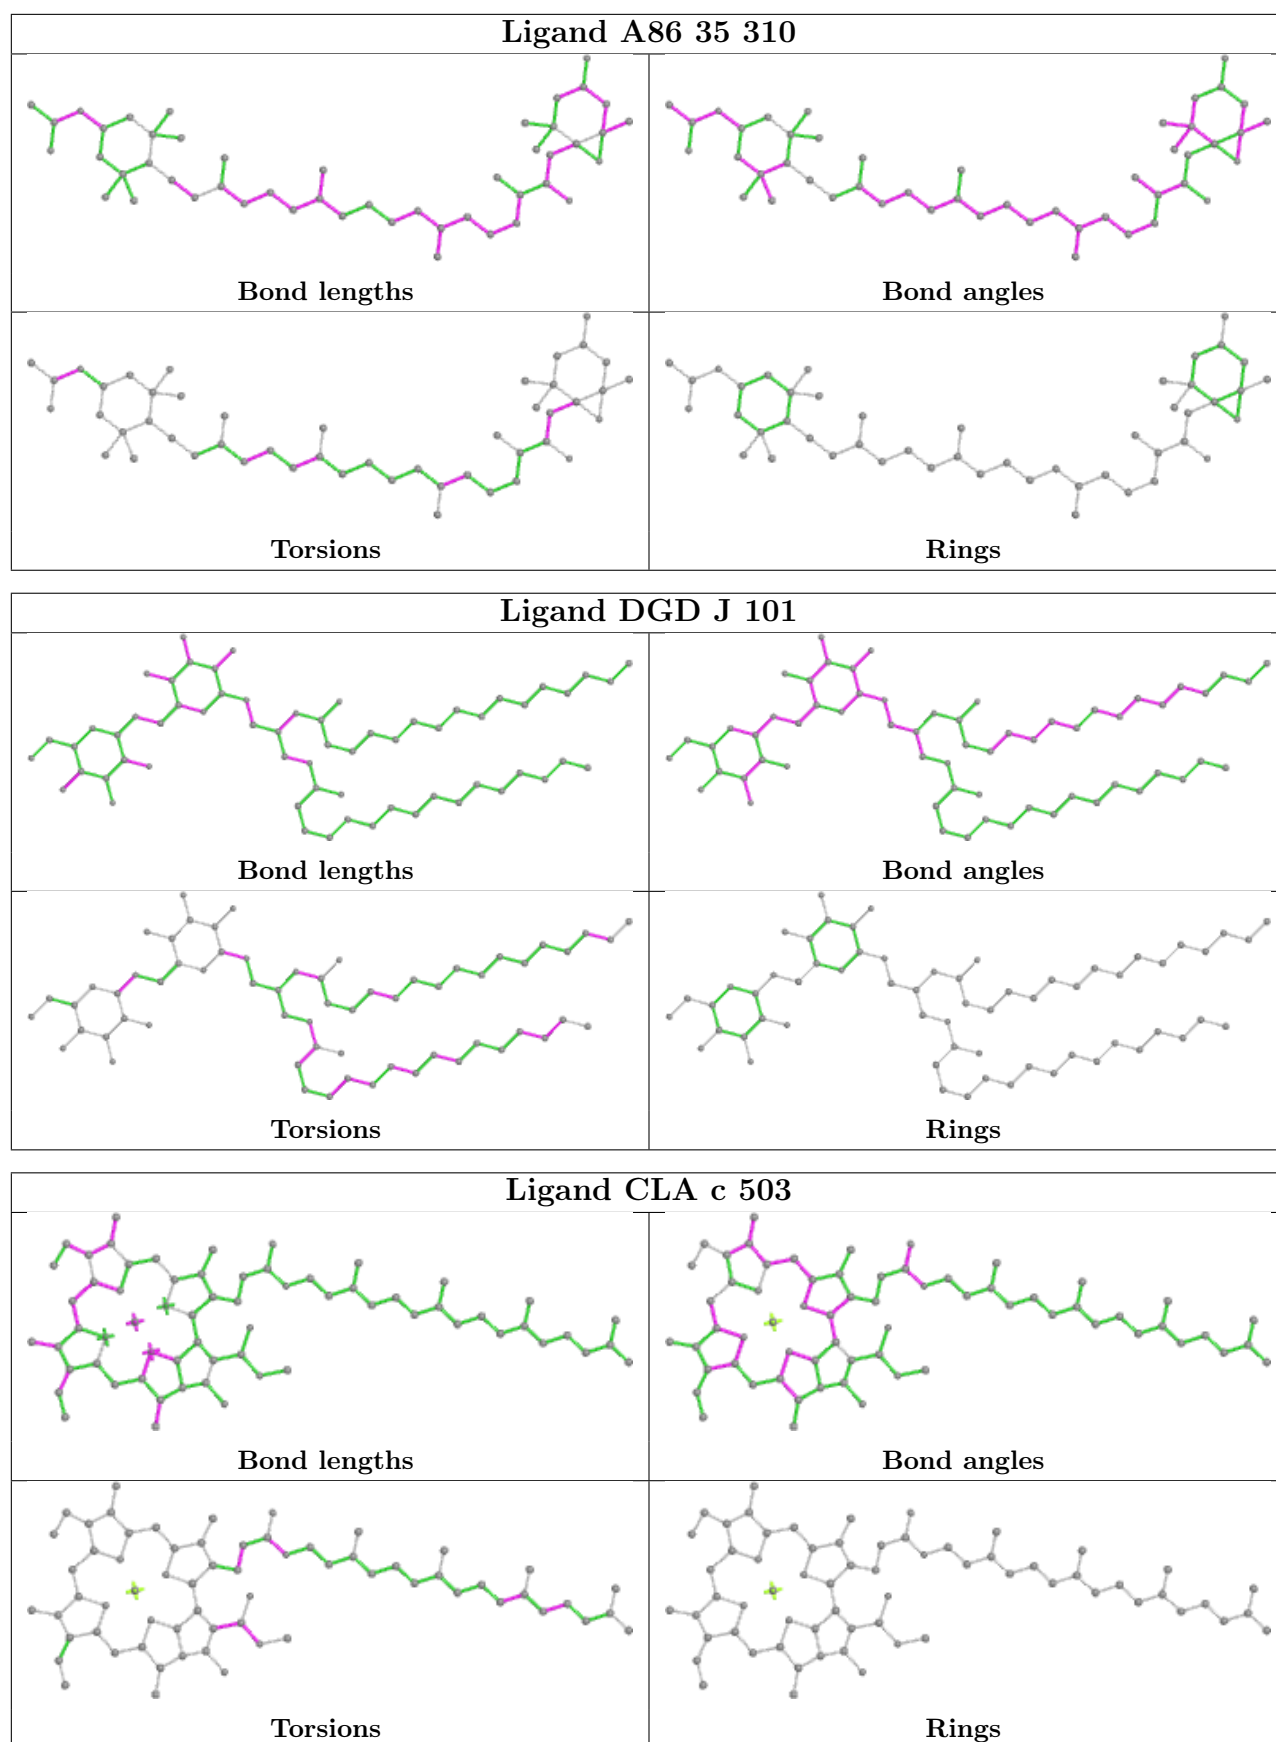 Ligand A86 35 310
Bond lengths
Bond angles
Torsions
Rings
Ligand DGD J 101
Bond lengths
Bond angles
Torsions
Rings
Ligand CLA c 503
Bond lengths
Bond angles
Torsions
Rings